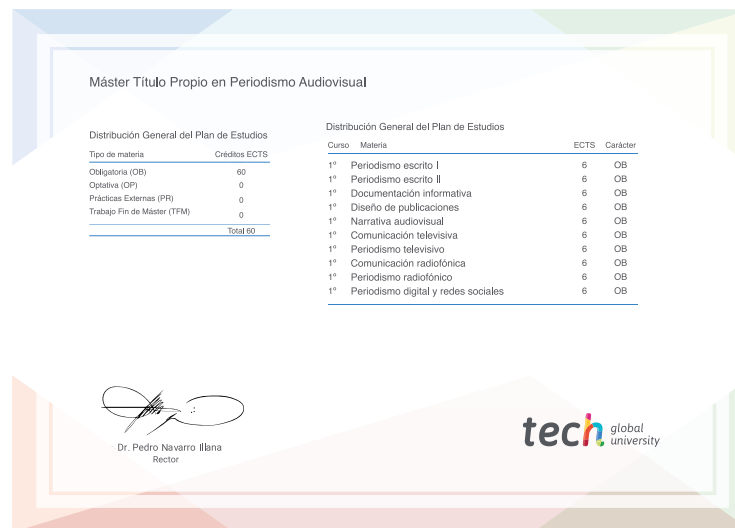 Máster Título Propio en Periodismo Audiovisual
Distribución General del Plan de Estudios
Tipo de materia Créditos ECTS
Obligatoria (OB) 60
Optativa (OP) 0
Prácticas Externas (PR) 0
Trabajo Fin de Máster (TFM) 0
Total 60
Distribución General del Plan de Estudios
Curso Materia ECTS Carácter
1º Periodismo escrito I 6 OB
1º Periodismo escrito II 6 OB
1º Documentación informativa 6 OB
1º Diseño de publicaciones 6 OB
1º Narrativa audiovisual 6 OB
1º Comunicación televisiva 6 OB
1º Periodismo televisivo 6 OB
1º Comunicación radiofónica 6 OB
1º Periodismo radiofónico 6 OB
1º Periodismo digital y redes sociales 6 OB
Dr. Pedro Navarro Illana
Rector
tech global university